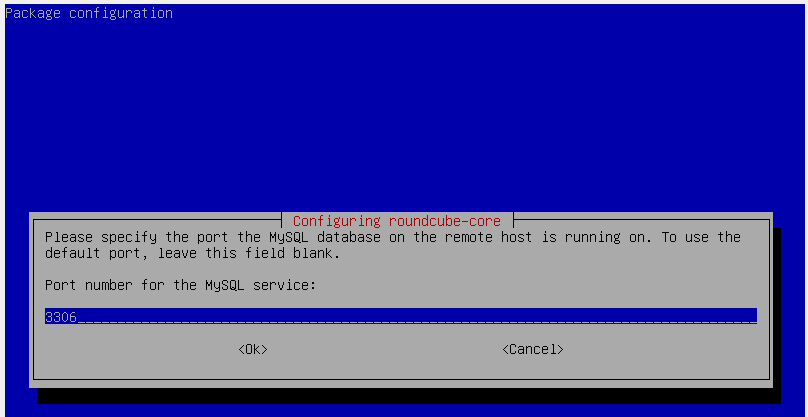 Package configuration
Configuring roundcube-core
Please specify the port the MySQL database on the remote host is running on. To use the
default port, leave this field blank.
Port number for the MySQL service:
3306
<Ok> <Cancel>